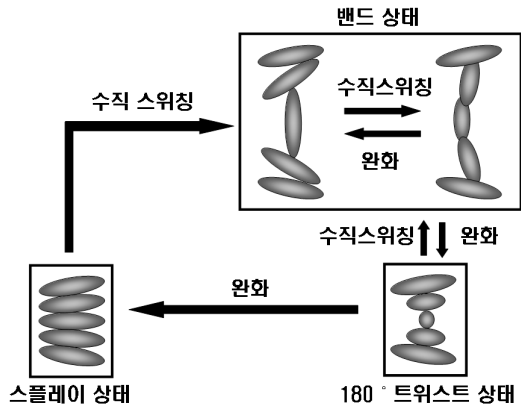 밴드 상태
수직 스위칭
수직스위칭
완화
수직스위칭
완화
완화
스플레이 상태
180 ° 트위스트 상태